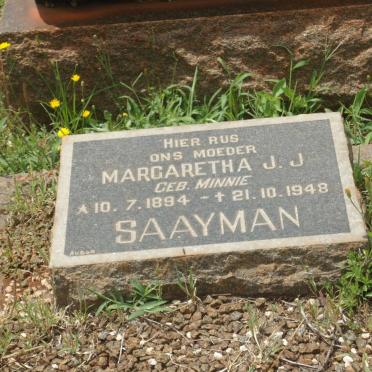 HIER RUS
ONS MOEDER
MARGARETHA J. J
GEB. MINNIE
* 10. 7. 1894 - † 21. 10. 1948
SAAYMAN